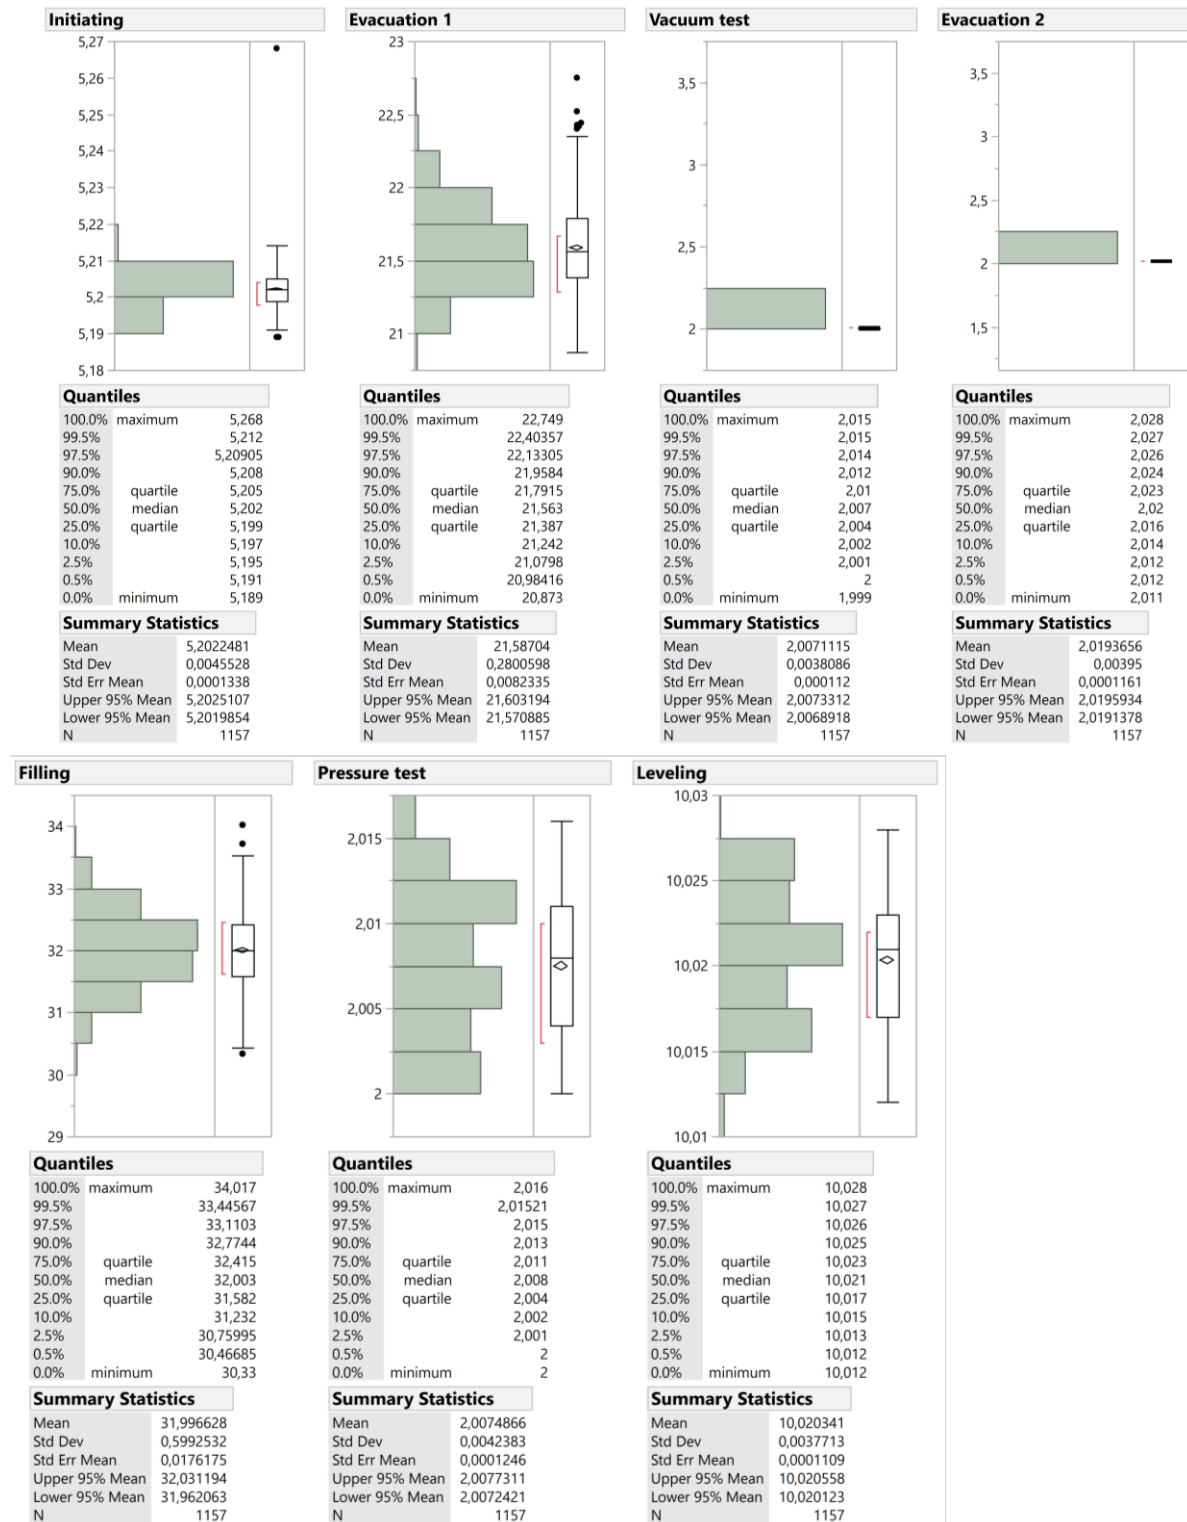 Initiating
5,27
5,26
5,25
5,24
5,23
5,22
5,21
5,2
5,19
5,18
Quantiles
100.0% maximum 5,268
99.5% 5,212
97.5% 5,20905
90.0% 5,208
75.0% quartile 5,205
50.0% median 5,202
25.0% quartile 5,199
10.0% 5,197
2.5% 5,195
0.5% 5,191
0.0% minimum 5,189
Summary Statistics
Mean 5,2022481
Std Dev 0,0045528
Std Err Mean 0,0001338
Upper 95% Mean 5,2025107
Lower 95% Mean 5,2019854
N 1157
Evacuation 1
23
22,5
22
21,5
21
Quantiles
100.0% maximum 22,749
99.5% 22,40357
97.5% 22,13305
90.0% 21,9584
75.0% quartile 21,7915
50.0% median 21,563
25.0% quartile 21,387
10.0% 21,242
2.5% 21,0798
0.5% 20,98416
0.0% minimum 20,873
Summary Statistics
Mean 21,58704
Std Dev 0,2800598
Std Err Mean 0,0082335
Upper 95% Mean 21,603194
Lower 95% Mean 21,570885
N 1157
Vacuum test
3,5
3
2,5
2
Quantiles
100.0% maximum 2,015
99.5% 2,015
97.5% 2,014
90.0% 2,012
75.0% quartile 2,01
50.0% median 2,007
25.0% quartile 2,004
10.0% 2,002
2.5% 2,001
0.5% 2
0.0% minimum 1,999
Summary Statistics
Mean 2,0071115
Std Dev 0,0038086
Std Err Mean 0,000112
Upper 95% Mean 2,0073312
Lower 95% Mean 2,0068918
N 1157
Evacuation 2
3,5
3
2,5
2
1,5
Quantiles
100.0% maximum 2,028
99.5% 2,027
97.5% 2,026
90.0% 2,024
75.0% quartile 2,023
50.0% median 2,02
25.0% quartile 2,016
10.0% 2,014
2.5% 2,012
0.5% 2,012
0.0% minimum 2,011
Summary Statistics
Mean 2,0193656
Std Dev 0,00395
Std Err Mean 0,0001161
Upper 95% Mean 2,0195934
Lower 95% Mean 2,0191378
N 1157
Filling
34
33
32
31
30
29
Quantiles
100.0% maximum 34,017
99.5% 33,44567
97.5% 33,1103
90.0% 32,7744
75.0% quartile 32,415
50.0% median 32,003
25.0% quartile 31,582
10.0% 31,232
2.5% 30,75995
0.5% 30,46685
0.0% minimum 30,33
Summary Statistics
Mean 31,996628
Std Dev 0,5992532
Std Err Mean 0,0176175
Upper 95% Mean 32,031194
Lower 95% Mean 31,962063
N 1157
Pressure test
2,015
2,01
2,005
2
Quantiles
100.0% maximum 2,016
99.5% 2,01521
97.5% 2,015
90.0% 2,013
75.0% quartile 2,011
50.0% median 2,008
25.0% quartile 2,004
10.0% 2,002
2.5% 2,001
0.5% 2
0.0% minimum 2
Summary Statistics
Mean 2,0074866
Std Dev 0,0042383
Std Err Mean 0,0001246
Upper 95% Mean 2,0077311
Lower 95% Mean 2,0072421
N 1157
Leveling
10,03
10,025
10,02
10,015
10,01
Quantiles
100.0% maximum 10,028
99.5% 10,027
97.5% 10,026
90.0% 10,025
75.0% quartile 10,023
50.0% median 10,021
25.0% quartile 10,017
10.0% 10,015
2.5% 10,013
0.5% 10,012
0.0% minimum 10,012
Summary Statistics
Mean 10,020341
Std Dev 0,0037713
Std Err Mean 0,0001109
Upper 95% Mean 10,020558
Lower 95% Mean 10,020123
N 1157